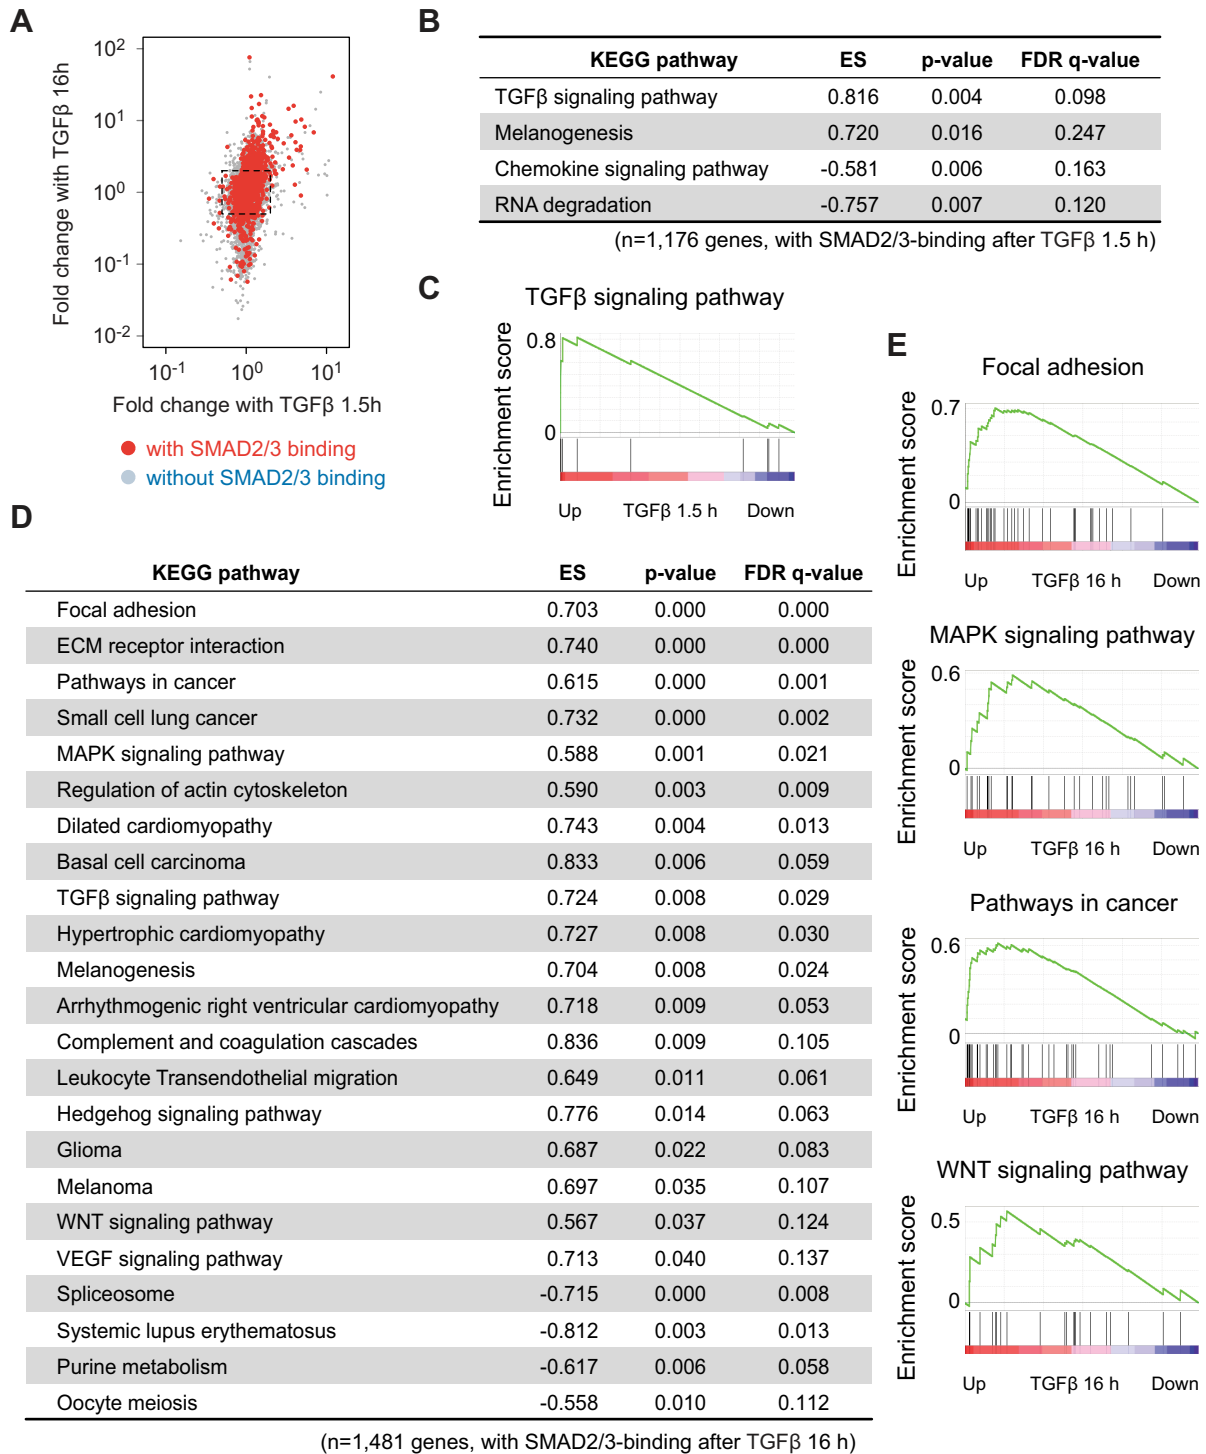 A
Fold change with TGFβ 16h
10²
10¹
10⁰
10⁻¹
10⁻²
10⁻¹ 10⁰ 10¹
Fold change with TGFβ 1.5h
with SMAD2/3 binding
without SMAD2/3 binding
B
KEGG pathway ES p-value FDR q-value
TGFβ signaling pathway 0.816 0.004 0.098
Melanogenesis 0.720 0.016 0.247
Chemokine signaling pathway -0.581 0.006 0.163
RNA degradation -0.757 0.007 0.120
(n=1,176 genes, with SMAD2/3-binding after TGFβ 1.5 h)
C
TGFβ signaling pathway
Enrichment score
0.8
0
Up TGFβ 1.5 h Down
D
KEGG pathway ES p-value FDR q-value
Focal adhesion 0.703 0.000 0.000
ECM receptor interaction 0.740 0.000 0.000
Pathways in cancer 0.615 0.000 0.001
Small cell lung cancer 0.732 0.000 0.002
MAPK signaling pathway 0.588 0.001 0.021
Regulation of actin cytoskeleton 0.590 0.003 0.009
Dilated cardiomyopathy 0.743 0.004 0.013
Basal cell carcinoma 0.833 0.006 0.059
TGFβ signaling pathway 0.724 0.008 0.029
Hypertrophic cardiomyopathy 0.727 0.008 0.030
Melanogenesis 0.704 0.008 0.024
Arrhythmogenic right ventricular cardiomyopathy 0.718 0.009 0.053
Complement and coagulation cascades 0.836 0.009 0.105
Leukocyte Transendothelial migration 0.649 0.011 0.061
Hedgehog signaling pathway 0.776 0.014 0.063
Glioma 0.687 0.022 0.083
Melanoma 0.697 0.035 0.107
WNT signaling pathway 0.567 0.037 0.124
VEGF signaling pathway 0.713 0.040 0.137
Spliceosome -0.715 0.000 0.008
Systemic lupus erythematosus -0.812 0.003 0.013
Purine metabolism -0.617 0.006 0.058
Oocyte meiosis -0.558 0.010 0.112
(n=1,481 genes, with SMAD2/3-binding after TGFβ 16 h)
E
Focal adhesion
Enrichment score
0.7
0
Up TGFβ 16 h Down
MAPK signaling pathway
Enrichment score
0.6
0
Up TGFβ 16 h Down
Pathways in cancer
Enrichment score
0.6
0
Up TGFβ 16 h Down
WNT signaling pathway
Enrichment score
0.5
0
Up TGFβ 16 h Down